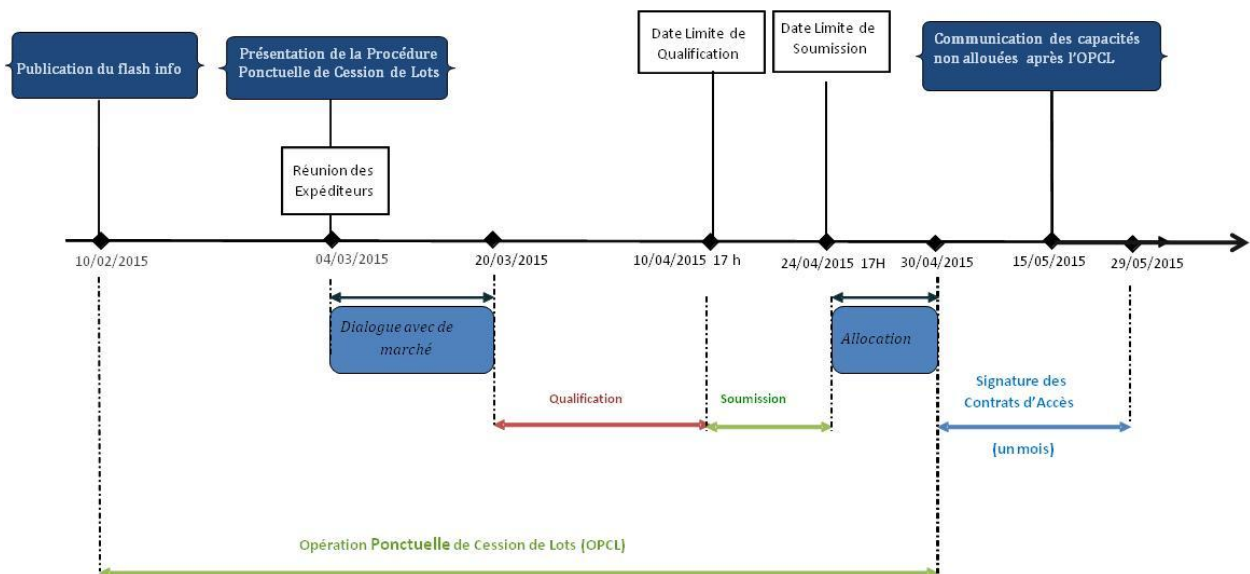 Publication du flash info
Présentation de la Procédure
Ponctuelle de Cession de Lots
Réunion des
Expéditeurs
Date Limite de
Qualification
Date Limite de
Soumission
Communication des capacités
non allouées après l'OPCL
10/02/2015
04/03/2015
20/03/2015
10/04/2015 17 h
24/04/2015 17H
30/04/2015
15/05/2015
29/05/2015
Dialogue avec de
marché
Allocation
Qualification
Soumission
Signature des
Contrats d'Accès
(un mois)
Opération Ponctuelle de Cession de Lots (OPCL)